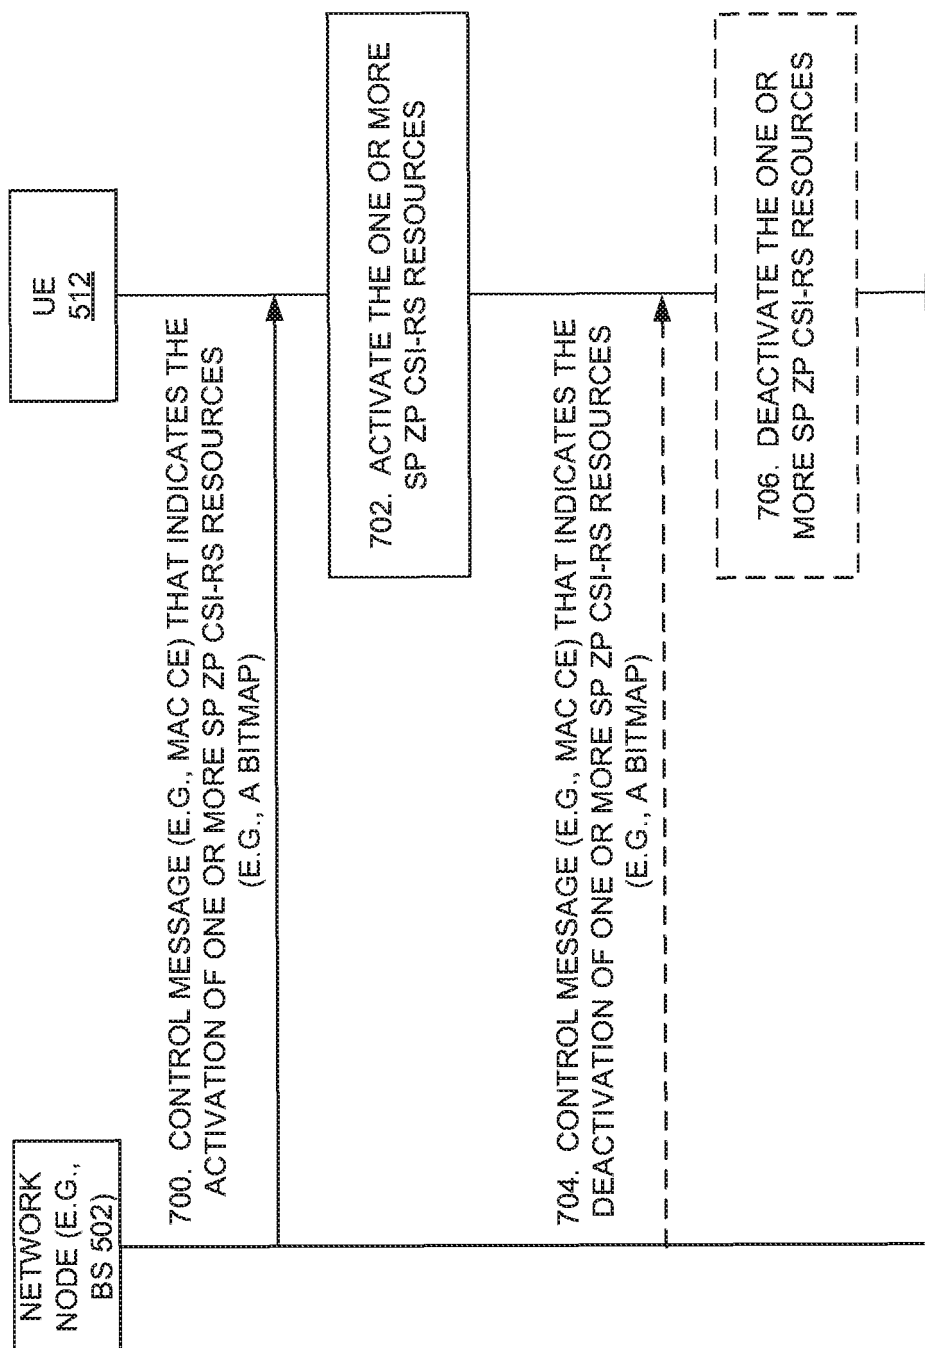 NETWORK
NODE (E.G.,
BS 502)
UE
512
700. CONTROL MESSAGE (E.G., MAC CE) THAT INDICATES THE
ACTIVATION OF ONE OR MORE SP ZP CSI-RS RESOURCES
(E.G., A BITMAP)
702. ACTIVATE THE ONE OR MORE
SP ZP CSI-RS RESOURCES
704. CONTROL MESSAGE (E.G., MAC CE) THAT INDICATES THE
DEACTIVATION OF ONE OR MORE SP ZP CSI-RS RESOURCES
(E.G., A BITMAP)
706. DEACTIVATE THE ONE OR
MORE SP ZP CSI-RS RESOURCES